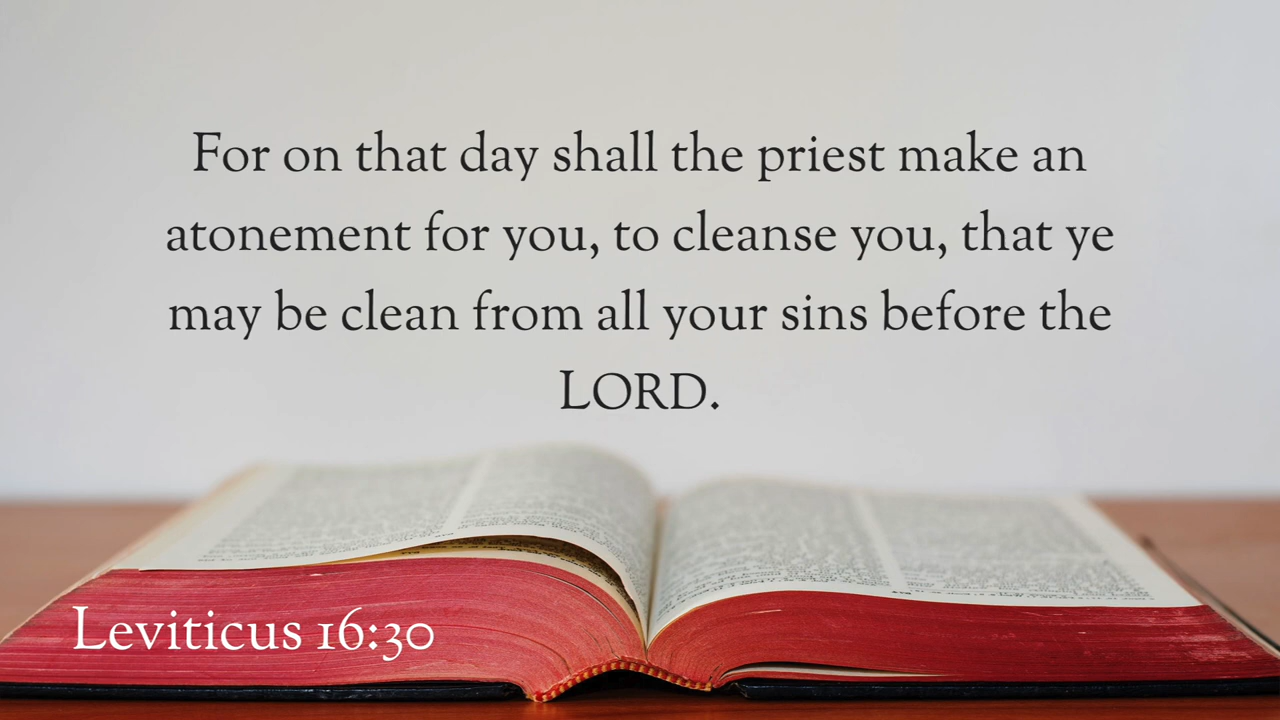 For on that day shall the priest make an
atonement for you, to cleanse you, that ye
may be clean from all your sins before the
LORD.
Leviticus 16:30